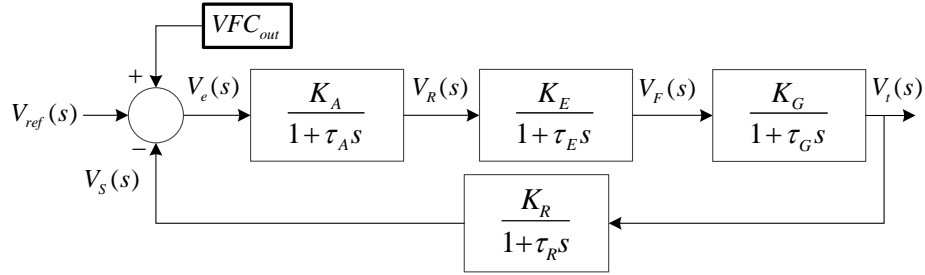 VFC_out
+
V_ref(s)
−
V_e(s)
K_A
1+τ_A s
V_R(s)
K_E
1+τ_E s
V_F(s)
K_G
1+τ_G s
V_t(s)
V_S(s)
K_R
1+τ_R s